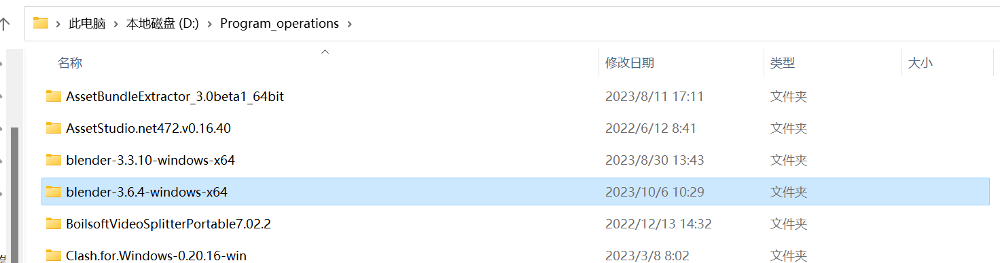 此电脑 本地磁盘 (D:) Program_operations
名称 修改日期 类型 大小
AssetBundleExtractor_3.0beta1_64bit 2023/8/11 17:11 文件夹
AssetStudio.net472.v0.16.40 2022/6/12 8:41 文件夹
blender-3.3.10-windows-x64 2023/8/30 13:43 文件夹
blender-3.6.4-windows-x64 2023/10/6 10:29 文件夹
BoilsoftVideoSplitterPortable7.02.2 2022/12/13 14:32 文件夹
Clash.for.Windows-0.20.16-win 2023/3/8 8:02 文件夹